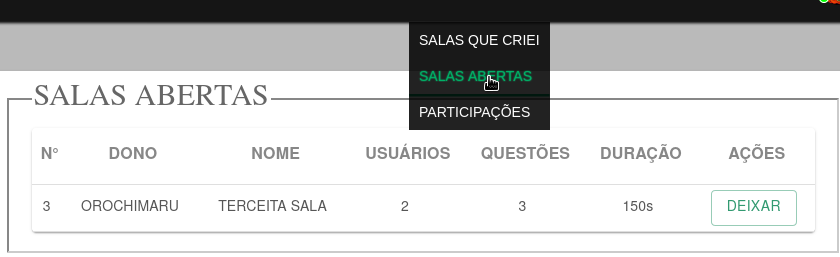 SALAS QUE CRIEI
SALAS ABERTAS
PARTICIPAÇÕES
SALAS ABERTAS
N° DONO NOME USUÁRIOS QUESTÕES DURAÇÃO AÇÕES
3 OROCHIMARU TERCEITA SALA 2 3 150s DEIXAR